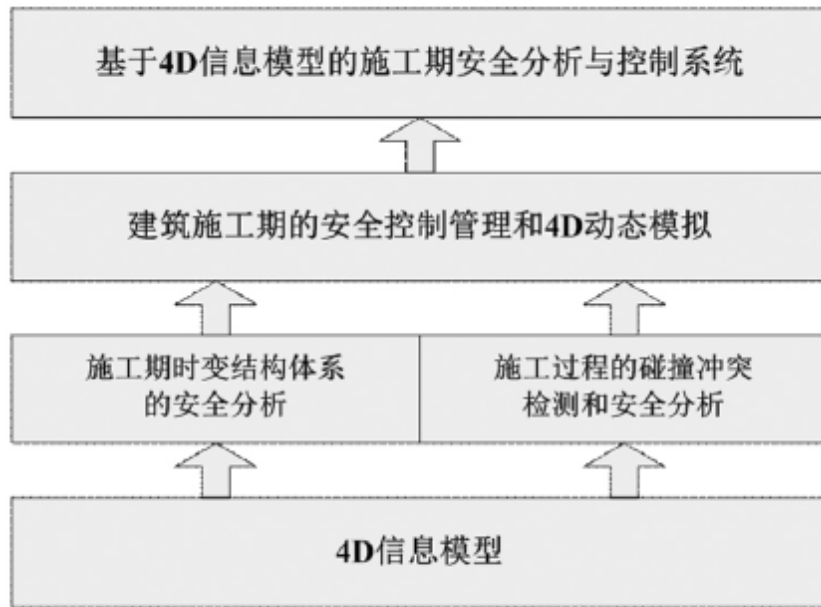 基于4D信息模型的施工期安全分析与控制系统
建筑施工期的安全控制管理和4D动态模拟
施工期时变结构体系
的安全分析
施工过程的碰撞冲突
检测和安全分析
4D信息模型